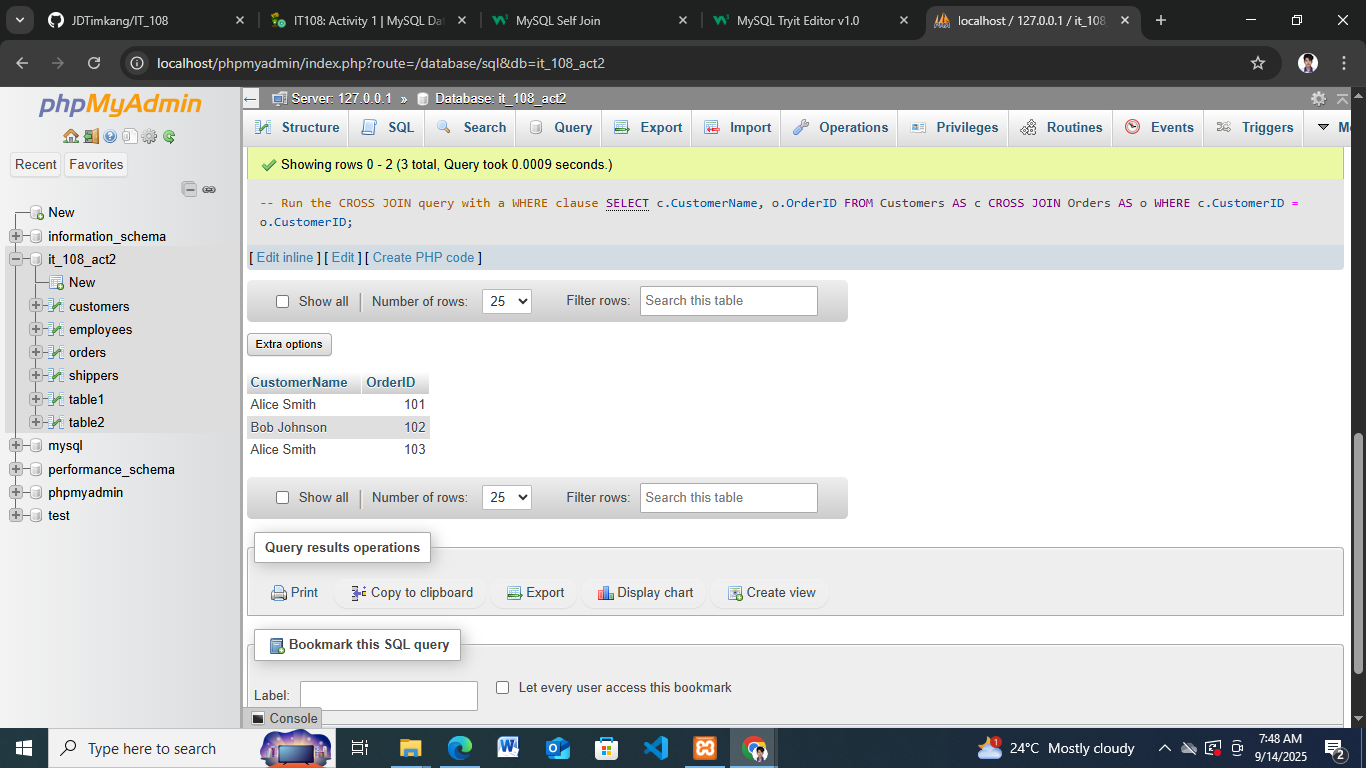 JDTimkang/IT_108
IT108: Activity 1 | MySQL Dat
MySQL Self Join
MySQL Tryit Editor v1.0
localhost / 127.0.0.1 / it_108
localhost/phpmyadmin/index.php?route=/database/sql&db=it_108_act2
phpMyAdmin
Recent
Favorites
New
information_schema
it_108_act2
New
customers
employees
orders
shippers
table1
table2
mysql
performance_schema
phpmyadmin
test
Server: 127.0.0.1 » Database: it_108_act2
Structure
SQL
Search
Query
Export
Import
Operations
Privileges
Routines
Events
Triggers
Showing rows 0 - 2 (3 total, Query took 0.0009 seconds.)
-- Run the CROSS JOIN query with a WHERE clause SELECT c.CustomerName, o.OrderID FROM Customers AS c CROSS JOIN Orders AS o WHERE c.CustomerID =
o.CustomerID;
[ Edit inline ] [ Edit ] [ Create PHP code ]
Show all | Number of rows: 25 Filter rows: Search this table
Extra options
CustomerName OrderID
Alice Smith 101
Bob Johnson 102
Alice Smith 103
Show all | Number of rows: 25 Filter rows: Search this table
Query results operations
Print
Copy to clipboard
Export
Display chart
Create view
Bookmark this SQL query
Label:
Let every user access this bookmark
Console
Type here to search
1
24°C Mostly cloudy
7:48 AM
9/14/2025
2